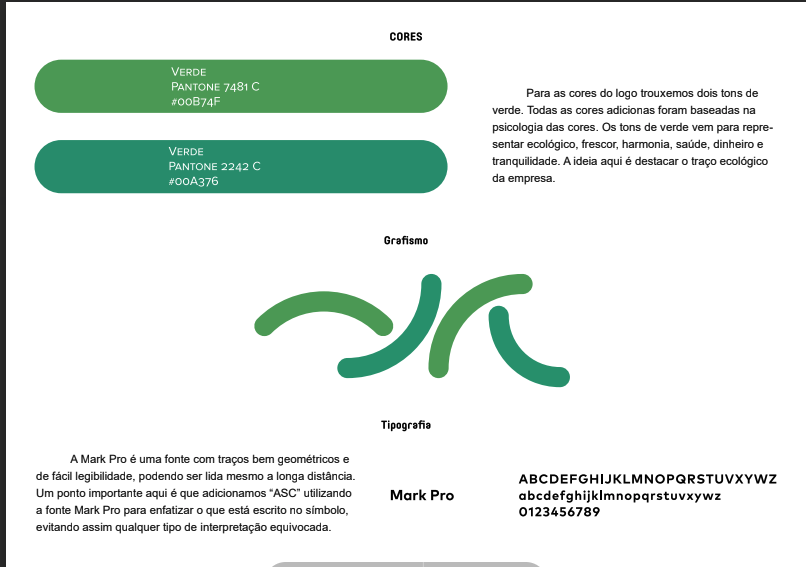 CORES
VERDE
PANTONE 7481 C
#00B74F
VERDE
PANTONE 2242 C
#00A376
Para as cores do logo trouxemos dois tons de
verde. Todas as cores adicionas foram baseadas na
psicologia das cores. Os tons de verde vem para repre-
sentar ecológico, frescor, harmonia, saúde, dinheiro e
tranquilidade. A ideia aqui é destacar o traço ecológico
da empresa.
Grafismo
Tipografia
A Mark Pro é uma fonte com traços bem geométricos e
de fácil legibilidade, podendo ser lida mesmo a longa distância.
Um ponto importante aqui é que adicionamos “ASC” utilizando
a fonte Mark Pro para enfatizar o que está escrito no símbolo,
evitando assim qualquer tipo de interpretação equivocada.
Mark Pro
ABCDEFGHIJKLMNOPQRSTUVXYWZ
abcdefghijklmnopqrstuvxywz
0123456789